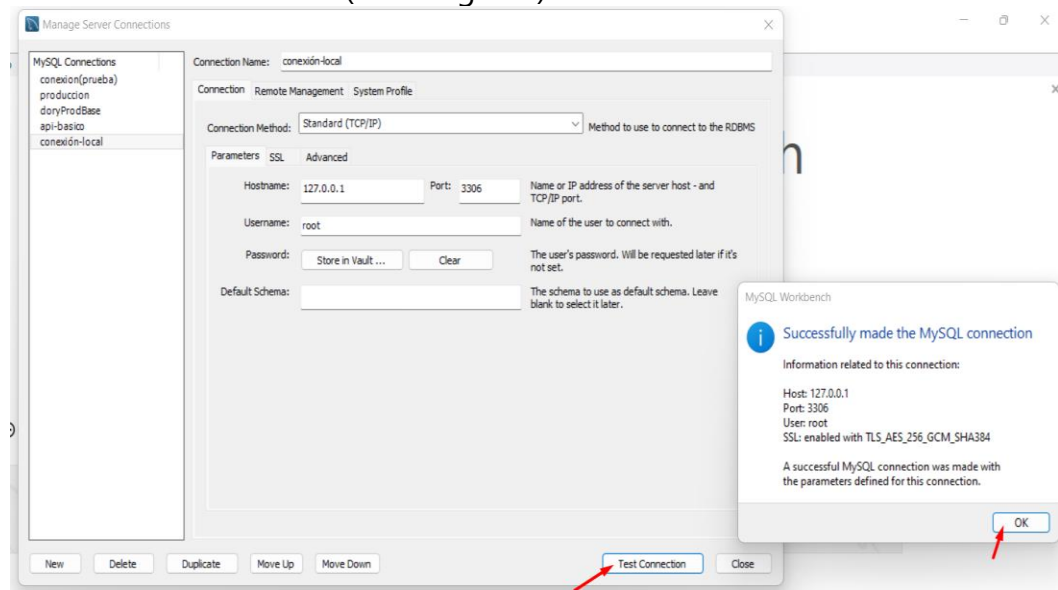 Manage Server Connections
MySQL Connections
conexion(prueba)
produccion
doryProdBase
api-basico
conexión-local
Connection Name: conexión-local
Connection Remote Management System Profile
Connection Method: Standard (TCP/IP) Method to use to connect to the RDBMS
Parameters SSL Advanced
Hostname: 127.0.0.1 Port: 3306 Name or IP address of the server host - and
TCP/IP port.
Username: root Name of the user to connect with.
Password: Store in Vault ... Clear The user's password. Will be requested later if it's
not set.
Default Schema: The schema to use as default schema. Leave
blank to select it later.
New Delete Duplicate Move Up Move Down Test Connection Close
h
MySQL Workbench
Successfully made the MySQL connection
Information related to this connection:
Host: 127.0.0.1
Port: 3306
User: root
SSL: enabled with TLS_AES_256_GCM_SHA384
A successful MySQL connection was made with
the parameters defined for this connection.
OK